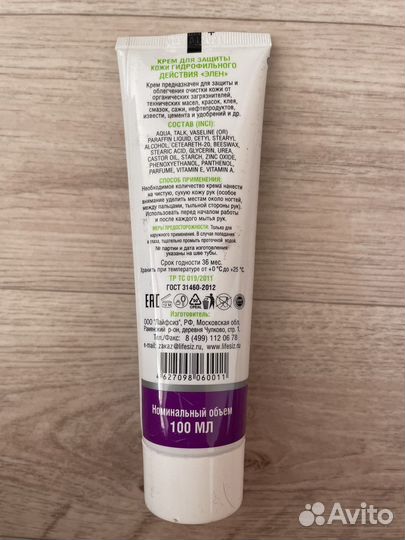 КРЕМ ДЛЯ ЗАЩИТЫ
КОЖИ ГИДРОФИЛЬНОГО
ДЕЙСТВИЯ «ЭЛЕН»
Крем предназначен для защиты и
облегчения очистки кожи от
органических загрязнителей,
технических масел, красок, клея,
смазок, сажи, нефтепродуктов,
извести, цемента и удобрений и др.
СОСТАВ (INCI):
AQUA, TALK, VASELINE (OR)
PARAFFIN LIQUID, CETYL STEARYL
ALCOHOL, CETEARETH-20, BEESWAX,
STEARIC ACID, GLYCERIN, UREA,
CASTOR OIL, STARCH, ZINC OXIDE,
PHENOXYETHANOL, PANTHENOL,
PARFUME, VITAMIN E, VITAMIN A.
СПОСОБ ПРИМЕНЕНИЯ:
Необходимое количество крема нанести
на чистую, сухую кожу рук (особое
внимание уделить местам около ногтей,
между пальцами, тыльной стороны рук).
Использовать перед началом работы
и после каждого мытья рук.
МЕРЫ ПРЕДОСТОРОЖНОСТИ: Только для
наружного применения. В случае попадания
в глаза, тщательно промыть проточной водой.
№ партии и дата изготовления
указаны на шве тубы.
Срок годности 36 мес.
Хранить при температуре от +0 °С до +25 °С.
ТР ТС 019/2011
ГОСТ 31460-2012
EAC
Изготовитель:
ООО "Лайфсиз", РФ, Московская обл.
Раменский р-он, деревня Чулково, стр. 1.
Тел./Факс: 8 (499) 112 06 78
e-mail: zakaz@lifesiz.ru, www.lifesiz.ru
4 627098 060011
Номинальный объем
100 МЛ
Avito